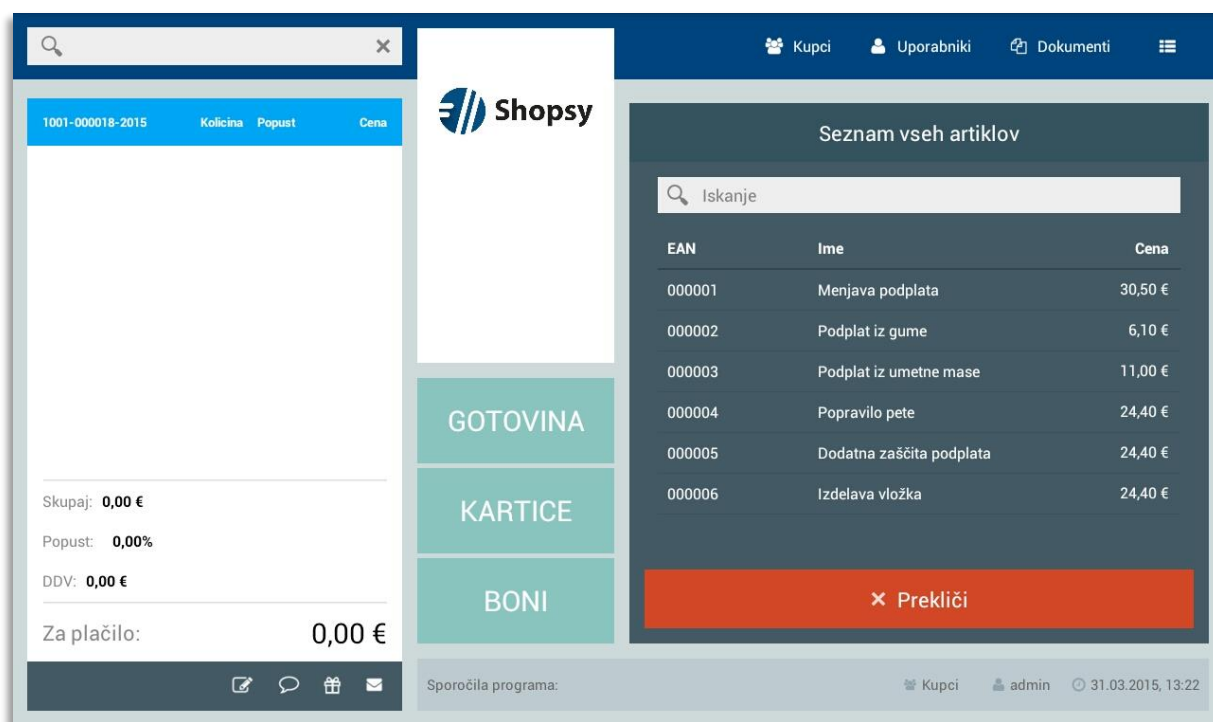 Kupci Uporabniki Dokumenti
1001-000018-2015 Kolicina Popust Cena
Skupaj: 0,00 €
Popust: 0,00%
DDV: 0,00 €
Za plačilo: 0,00 €
Shopsy
GOTOVINA
KARTICE
BONI
Seznam vseh artiklov
Iskanje
EAN Ime Cena
000001 Menjava podplata 30,50 €
000002 Podplat iz gume 6,10 €
000003 Podplat iz umetne mase 11,00 €
000004 Popravilo pete 24,40 €
000005 Dodatna zaščita podplata 24,40 €
000006 Izdelava vložka 24,40 €
Prekliči
Sporočila programa: Kupci admin 31.03.2015, 13:22